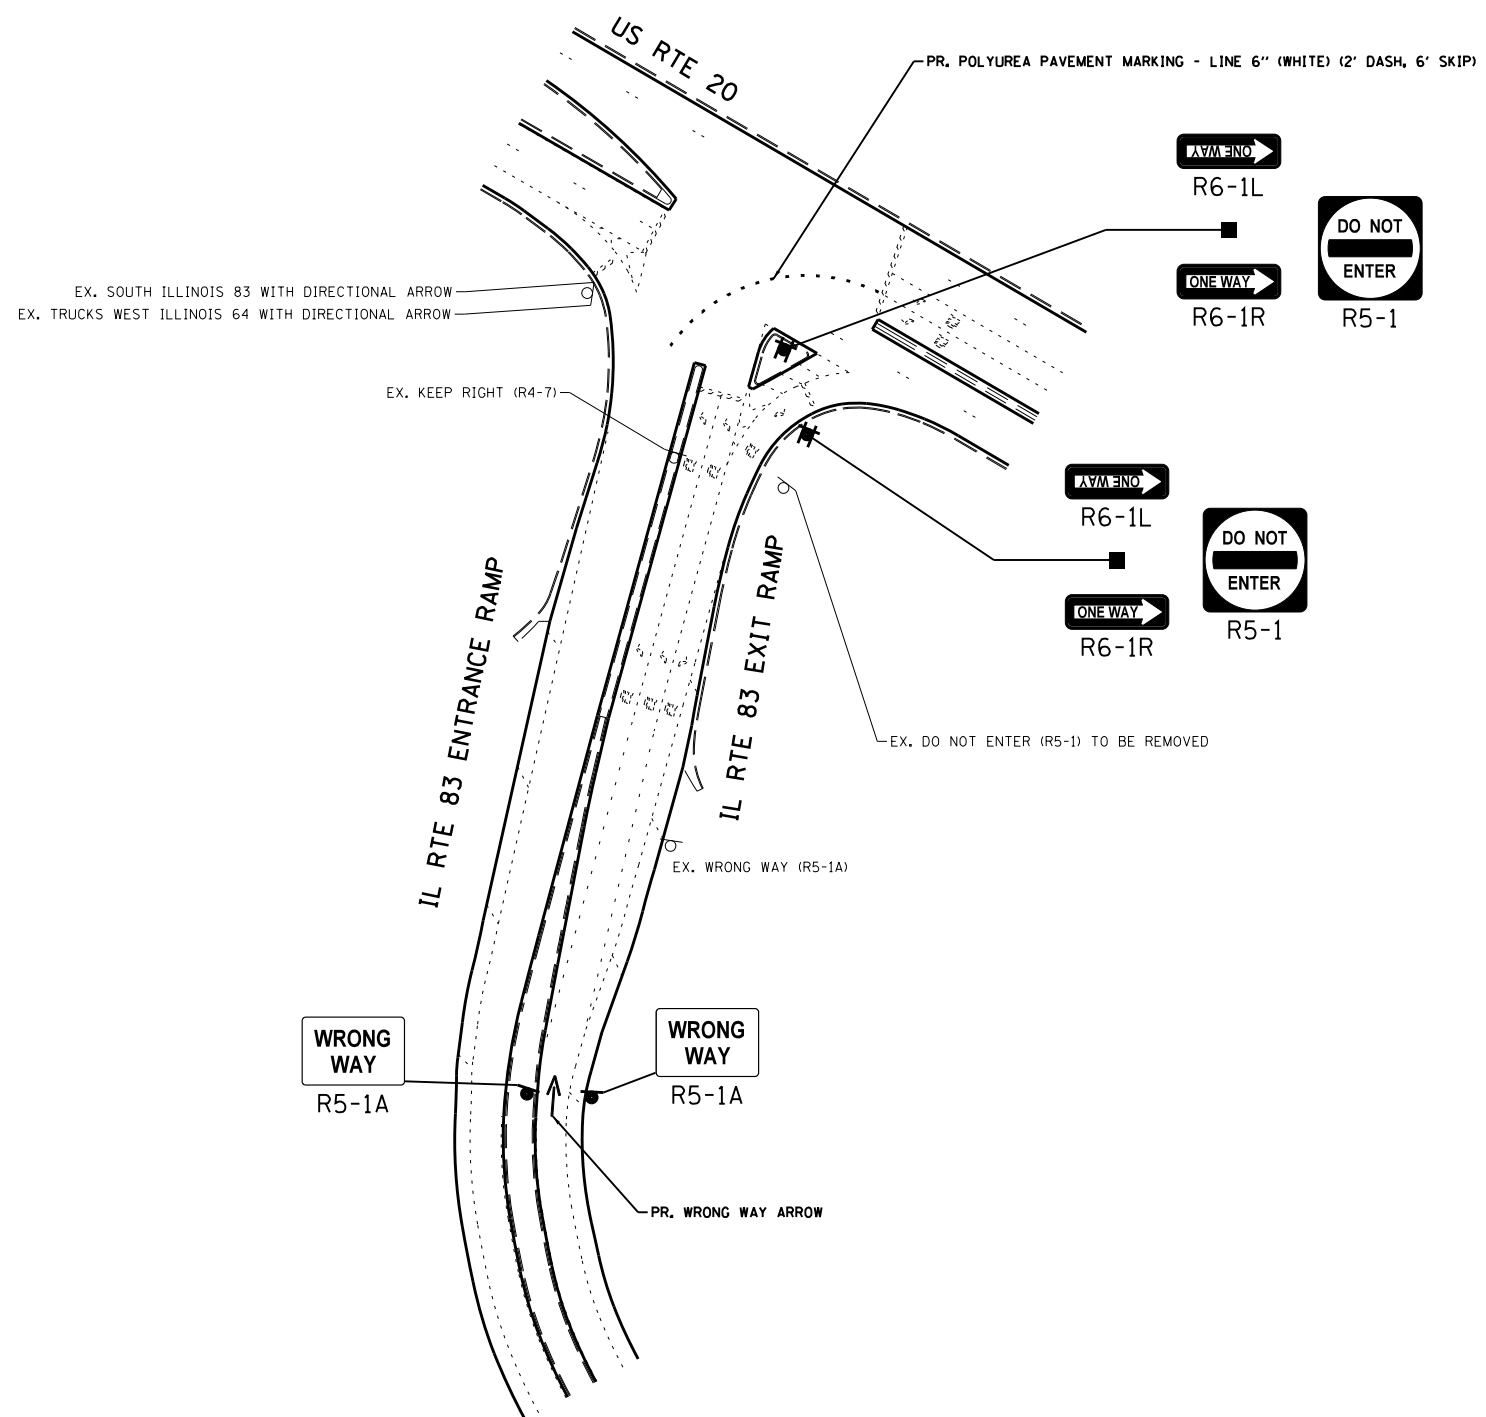 US RTE 20
PR. POLYUREA PAVEMENT MARKING - LINE 6" (WHITE) (2' DASH, 6' SKIP)
ONE WAY
R6-1L
DO NOT
ENTER
R5-1
ONE WAY
R6-1R
EX. SOUTH ILLINOIS 83 WITH DIRECTIONAL ARROW
EX. TRUCKS WEST ILLINOIS 64 WITH DIRECTIONAL ARROW
EX. KEEP RIGHT (R4-7)
ONE WAY
R6-1L
DO NOT
ENTER
R5-1
ONE WAY
R6-1R
IL RTE 83 ENTRANCE RAMP
IL RTE 83 EXIT RAMP
EX. DO NOT ENTER (R5-1) TO BE REMOVED
EX. WRONG WAY (R5-1A)
WRONG
WAY
R5-1A
WRONG
WAY
R5-1A
PR. WRONG WAY ARROW